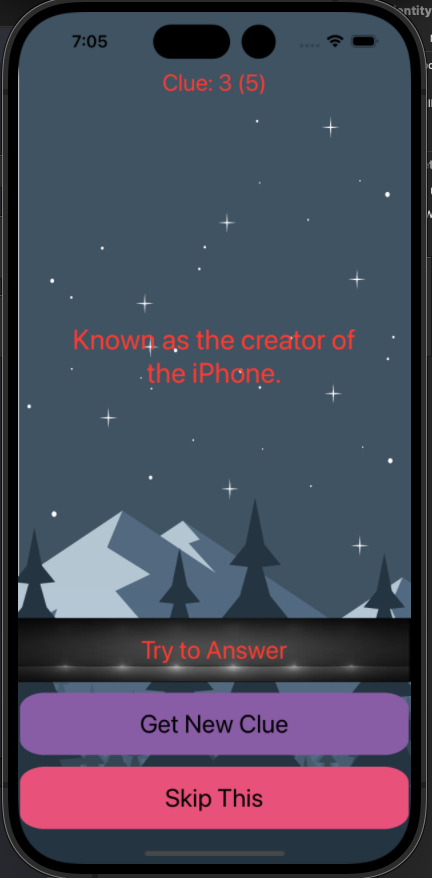 entity
7:05
Clue: 3 (5)
Known as the creator of
the iPhone.
Try to Answer
Get New Clue
Skip This